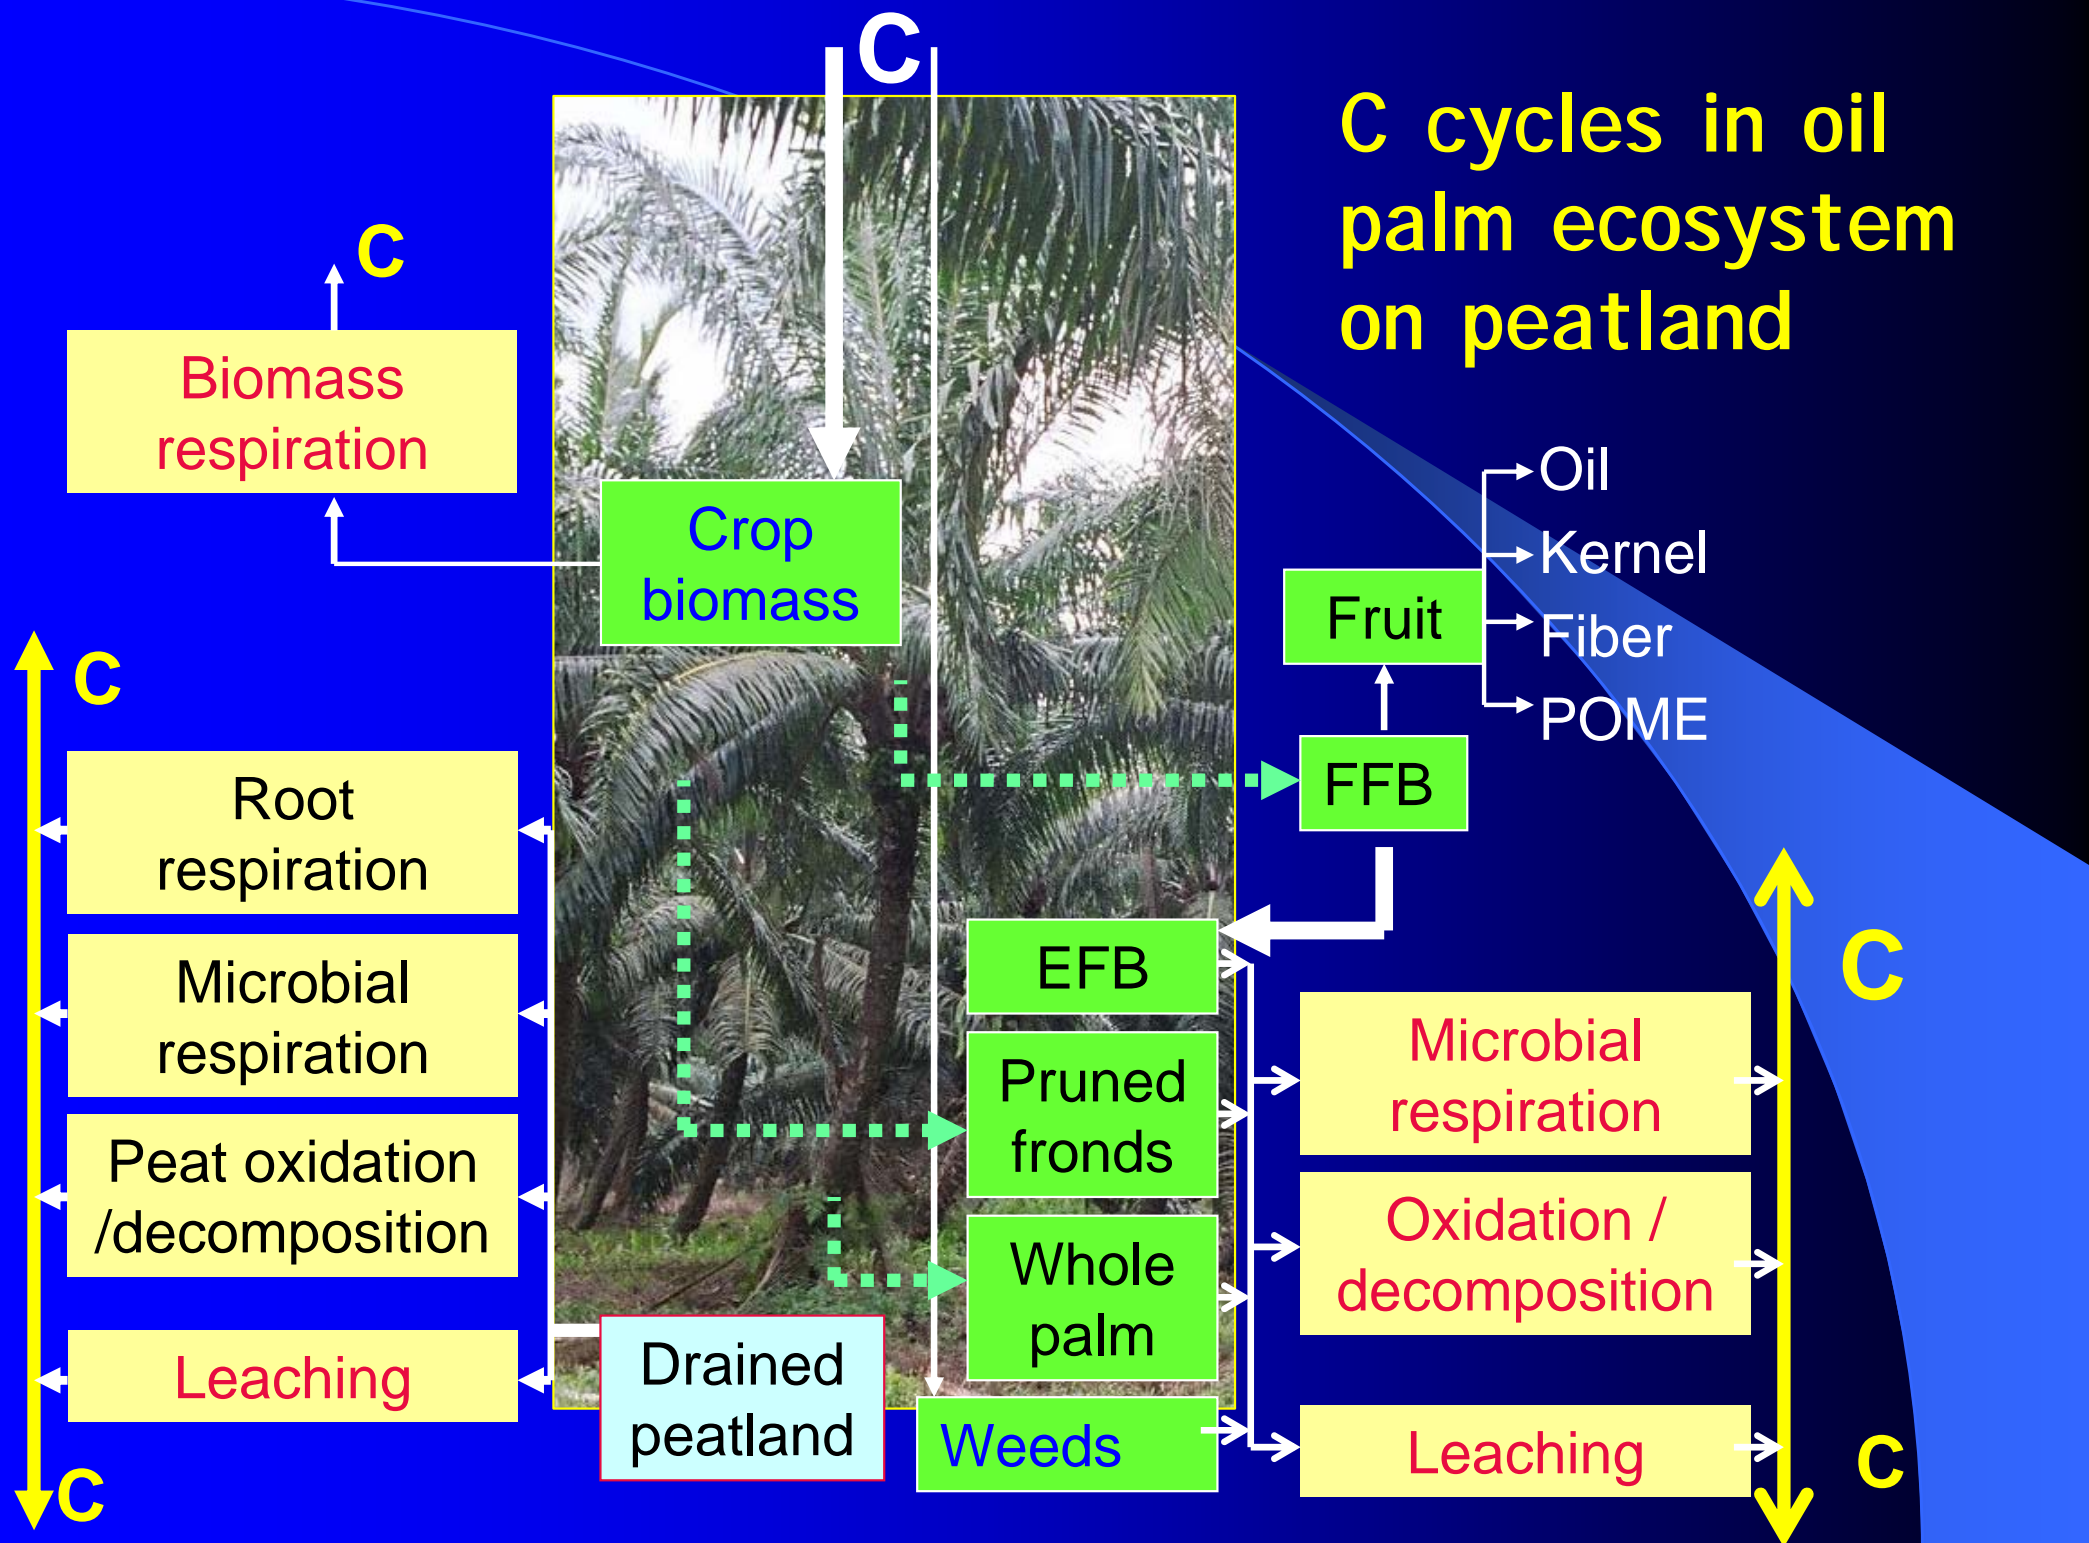 C
C cycles in oil
palm ecosystem
on peatland
C
Biomass
respiration
Crop
biomass
Oil
Kernel
Fiber
POME
Fruit
FFB
C
Root
respiration
Microbial
respiration
Peat oxidation
/decomposition
Leaching
C
Drained
peatland
EFB
Pruned
fronds
Whole
palm
Weeds
C
Microbial
respiration
Oxidation /
decomposition
Leaching
C